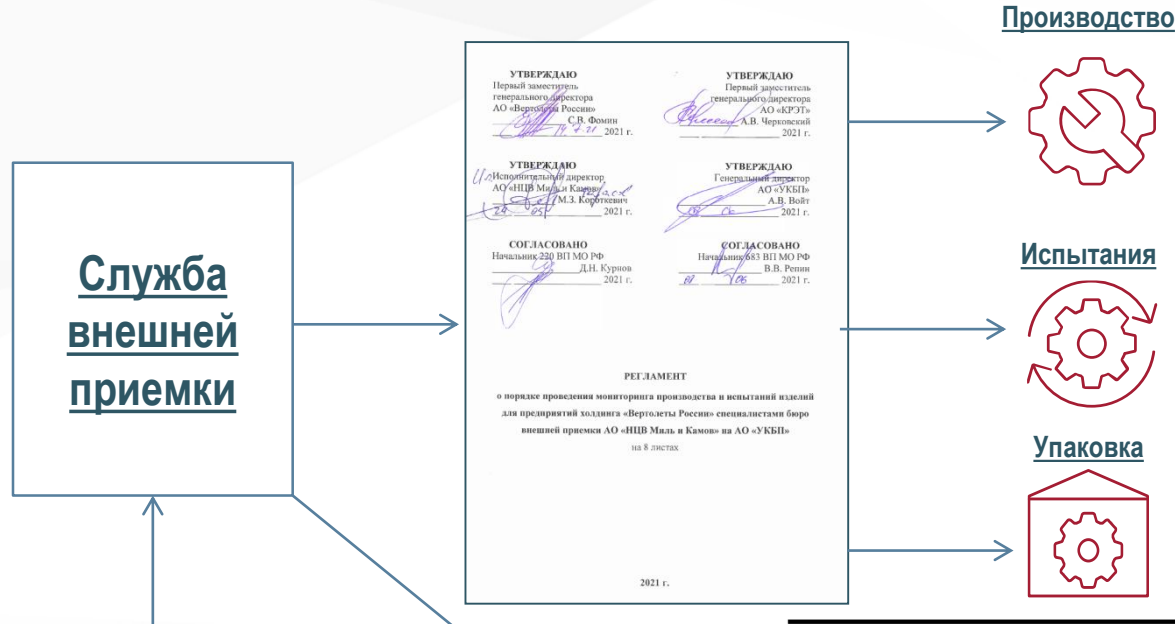 Служба
внешней
приемки
УТВЕРЖДАЮ
Первый заместитель
генерального директора
АО «Вертолеты России»
С.В. Фомин
2021 г.
УТВЕРЖДАЮ
Первый заместитель
генерального директора
АО «КРЭТ»
А.В. Черковский
2021 г.
УТВЕРЖДАЮ
Исполнительный директор
АО «НЦВ Миль и Камов»
М.З. Короткевич
2021 г.
УТВЕРЖДАЮ
Генеральный директор
АО «УКБП»
А.В. Войт
2021 г.
СОГЛАСОВАНО
Начальник 220 ВП МО РФ
Д.Н. Курнов
2021 г.
СОГЛАСОВАНО
Начальник 683 ВП МО РФ
В.В. Репин
2021 г.
РЕГЛАМЕНТ
о порядке проведения мониторинга производства и испытаний изделий
для предприятий холдинга «Вертолеты России» специалистами бюро
внешней приемки АО «НЦВ Миль и Камов» на АО «УКБП»
на 8 листах
2021 г.
Производство
Испытания
Упаковка